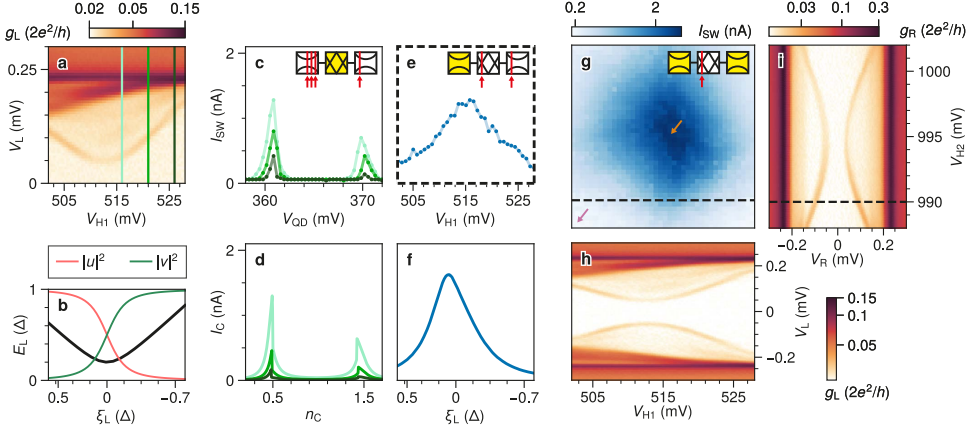 0.02 0.05 0.15
g_L (2e²/h)
a
0.25
0
V_L (mV)
505 515 525
V_H1 (mV)
|u|² |v|²
b
1
0
E_L (Δ)
0.5 0 −0.7
ξ_L (Δ)
c
2
1
0
I_SW (nA)
360 370
V_QD (mV)
d
2
1
0
I_C (nA)
0.5 1.5
n_C
e
505 515 525
V_H1 (mV)
f
0.5 0 −0.7
ξ_L (Δ)
0.2 2
I_SW (nA)
g
h
0.2
0
−0.2
V_L (mV)
505 515 525
V_H1 (mV)
0.03 0.1 0.3
g_R (2e²/h)
i
1000
995
990
V_H2 (mV)
−0.2 0 0.2
V_R (mV)
0.15
0.10
0.05
g_L (2e²/h)